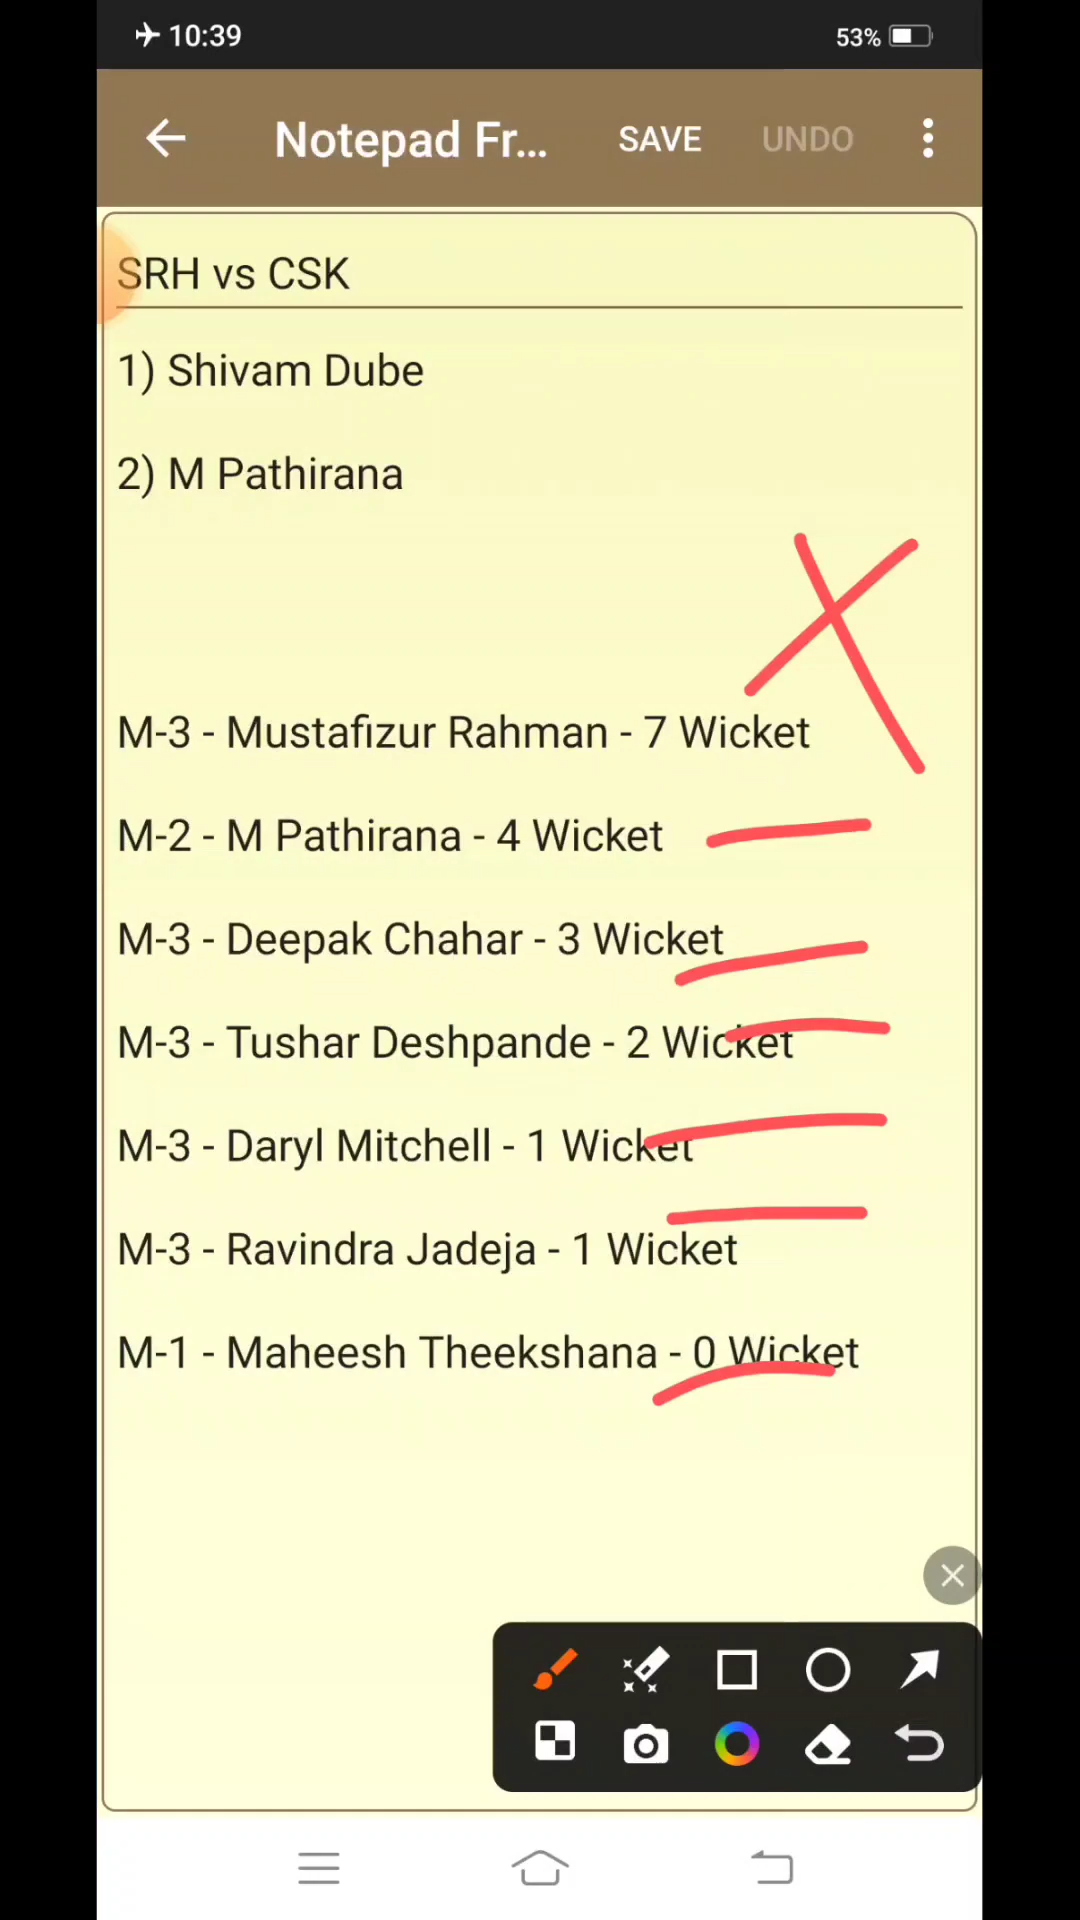 10:39
53%
Notepad Fr... SAVE UNDO
SRH vs CSK
1) Shivam Dube
2) M Pathirana
M-3 - Mustafizur Rahman - 7 Wicket
M-2 - M Pathirana - 4 Wicket
M-3 - Deepak Chahar - 3 Wicket
M-3 - Tushar Deshpande - 2 Wicket
M-3 - Daryl Mitchell - 1 Wicket
M-3 - Ravindra Jadeja - 1 Wicket
M-1 - Maheesh Theekshana - 0 Wicket